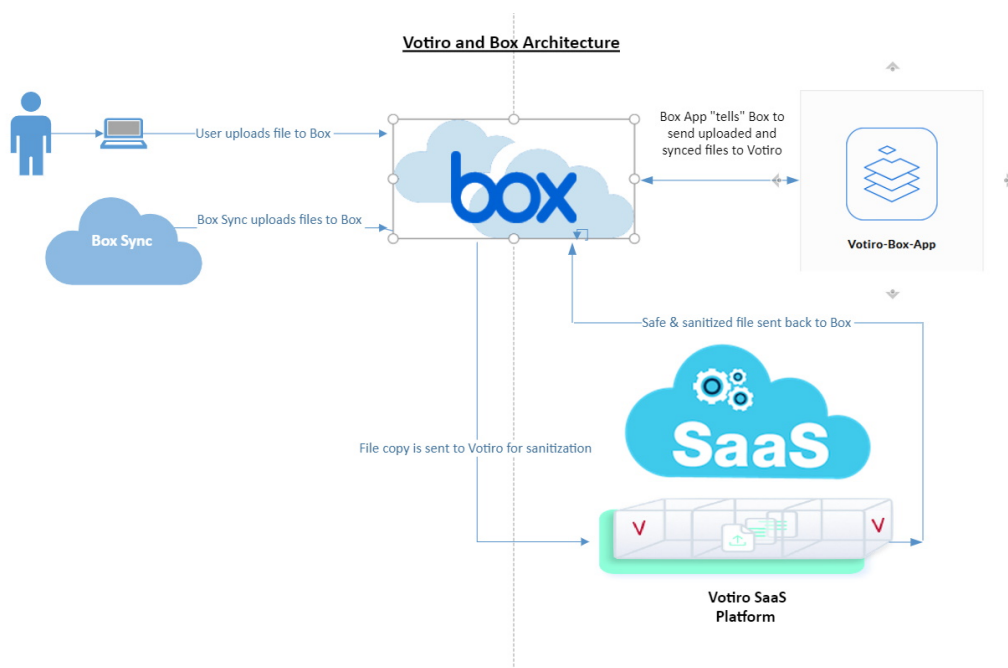 Votiro and Box Architecture
User uploads file to Box
Box Sync
Box Sync uploads files to Box
box
Box App "tells" Box to
send uploaded and
synced files to Votiro
Votiro-Box-App
Safe & sanitized file sent back to Box
SaaS
File copy is sent to Votiro for sanitization
V
V
Votiro SaaS
Platform